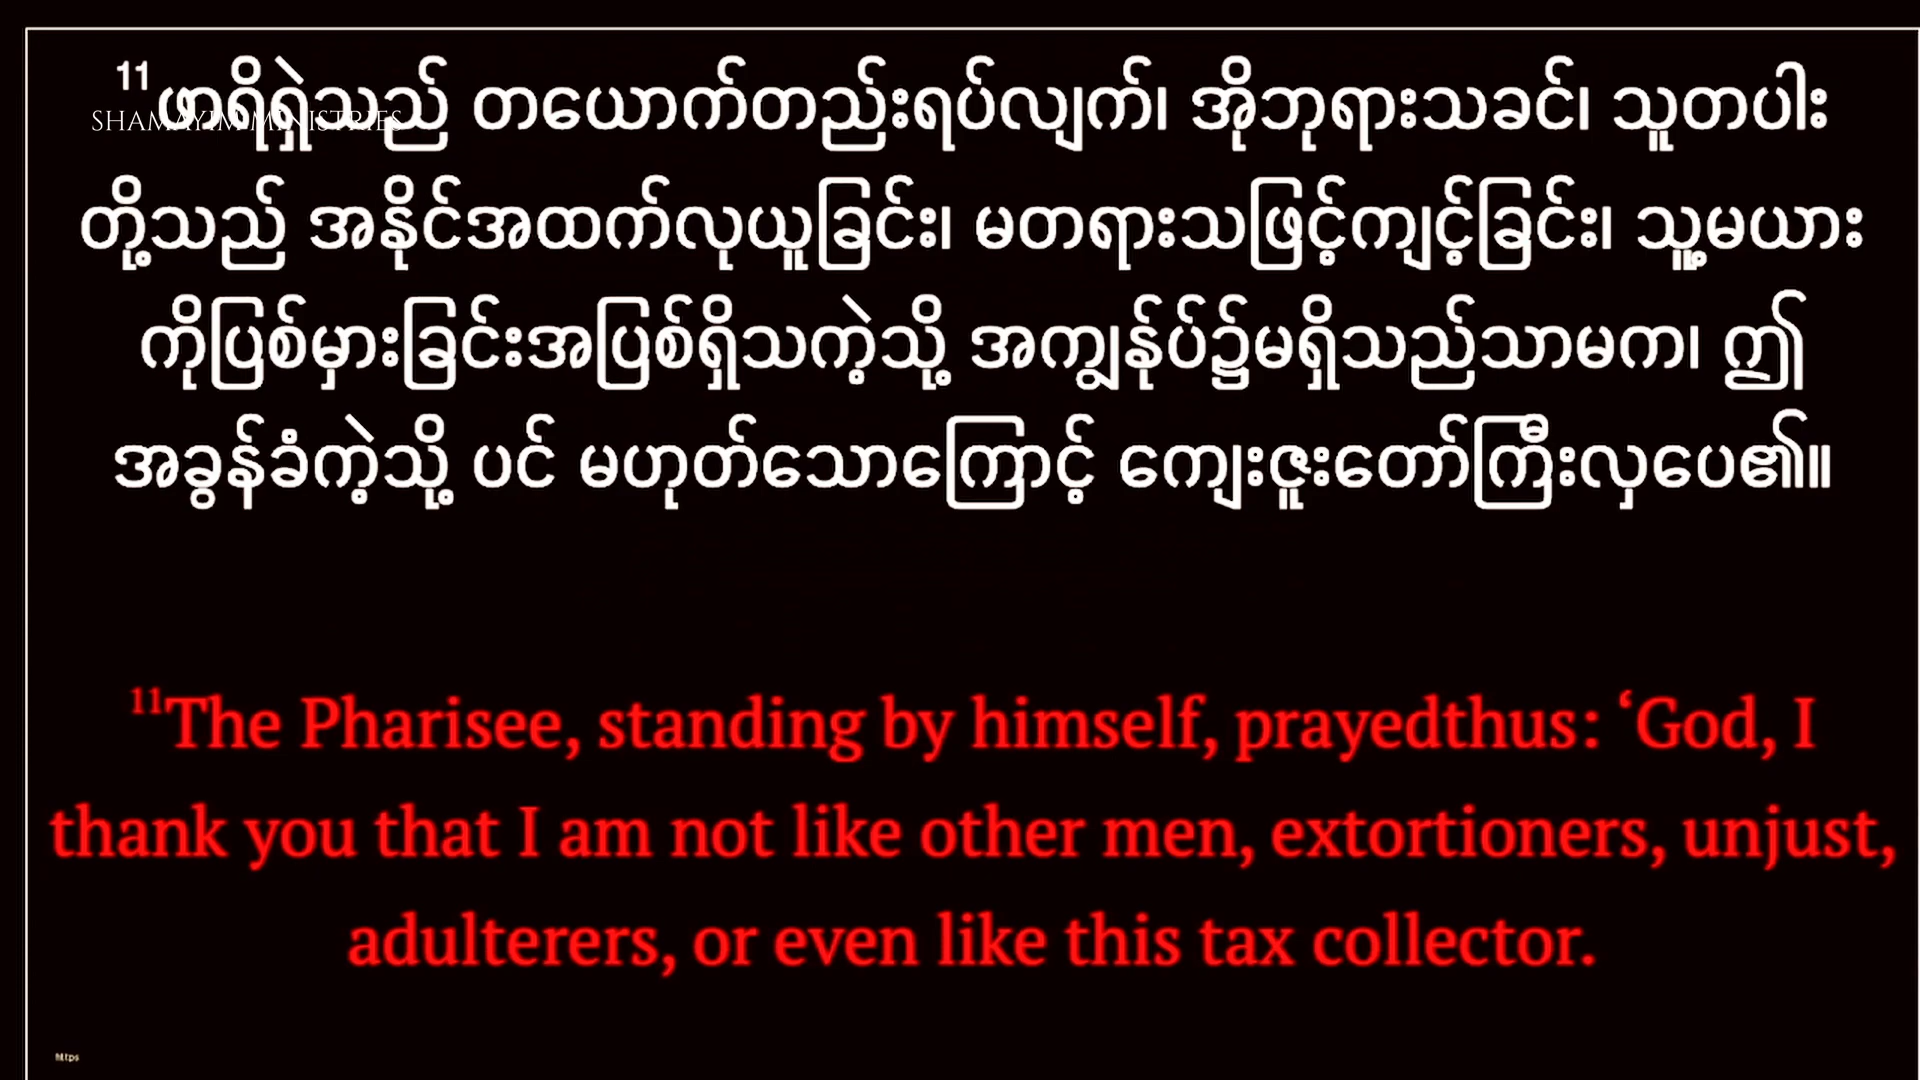 11ဖာရိရှဲသည် တယောက်တည်းရပ်လျက်၊ အိုဘုရားသခင်၊ သူတပါး
SHAMAYIM MINISTRIES
တို့သည် အနိုင်အထက်လုယူခြင်း၊ မတရားသဖြင့်ကျင့်ခြင်း၊ သူ့မယား
ကိုပြစ်မှားခြင်းအပြစ်ရှိသကဲ့သို့ အကျွန်ုပ်၌မရှိသည်သာမက၊ ဤ
အခွန်ခံကဲ့သို့ ပင် မဟုတ်သောကြောင့် ကျေးဇူးတော်ကြီးလှပေ၏။
11The Pharisee, standing by himself, prayedthus: ‘God, I
thank you that I am not like other men, extortioners, unjust,
adulterers, or even like this tax collector.
https